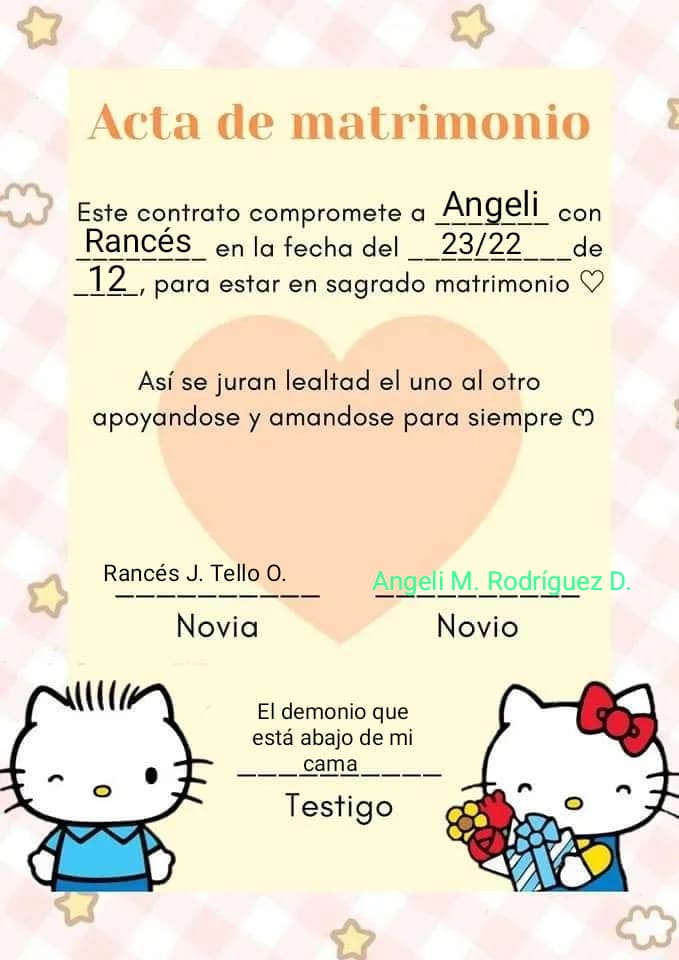 Acta de matrimonio
Este contrato compromete a Angeli con
Rancés en la fecha del 23/22 de
12, para estar en sagrado matrimonio ♡
Así se juran lealtad el uno al otro
apoyandose y amandose para siempre ღ
Rancés J. Tello O. Angeli M. Rodríguez D.
Novia Novio
El demonio que
está abajo de mi
cama
Testigo